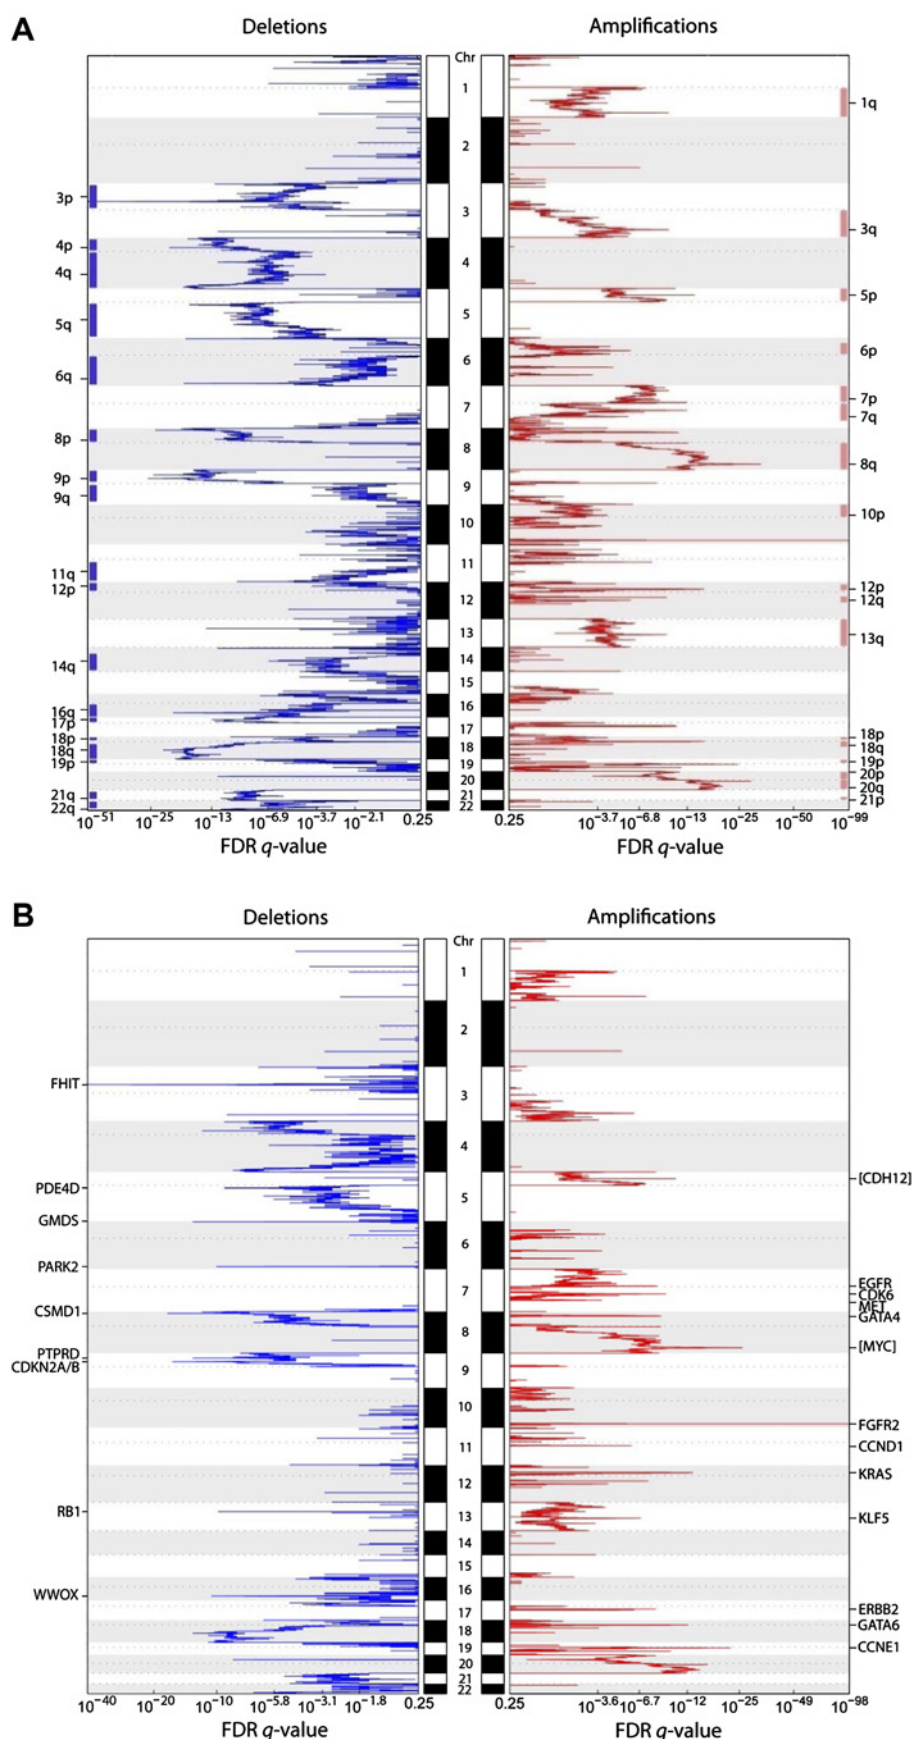 A
Deletions
Amplifications
Chr
1
2
3
4
5
6
7
8
9
10
11
12
13
14
15
16
17
18
19
20
21
22
3p
4p
4q
5q
6q
8p
9p
9q
11q
12p
14q
16q
17p
18p
18q
19p
21q
22q
1q
3q
5p
6p
7p
7q
8q
10p
12p
12q
13q
18p
18q
19p
20p
20q
21p
10-51 10-25 10-13 10-6.9 10-3.7 10-2.1 0.25
0.25 10-3.7 10-6.8 10-13 10-25 10-50 10-99
FDR q-value
FDR q-value
B
Deletions
Amplifications
Chr
1
2
3
4
5
6
7
8
9
10
11
12
13
14
15
16
17
18
19
20
21
22
FHIT
PDE4D
GMDS
PARK2
CSMD1
PTPRD
CDKN2A/B
RB1
WWOX
[CDH12]
EGFR
CDK6
MET
GATA4
[MYC]
FGFR2
CCND1
KRAS
KLF5
ERBB2
GATA6
CCNE1
10-40 10-20 10-10 10-5.8 10-3.1 10-1.8 0.25
0.25 10-3.6 10-6.7 10-12 10-25 10-49 10-98
FDR q-value
FDR q-value